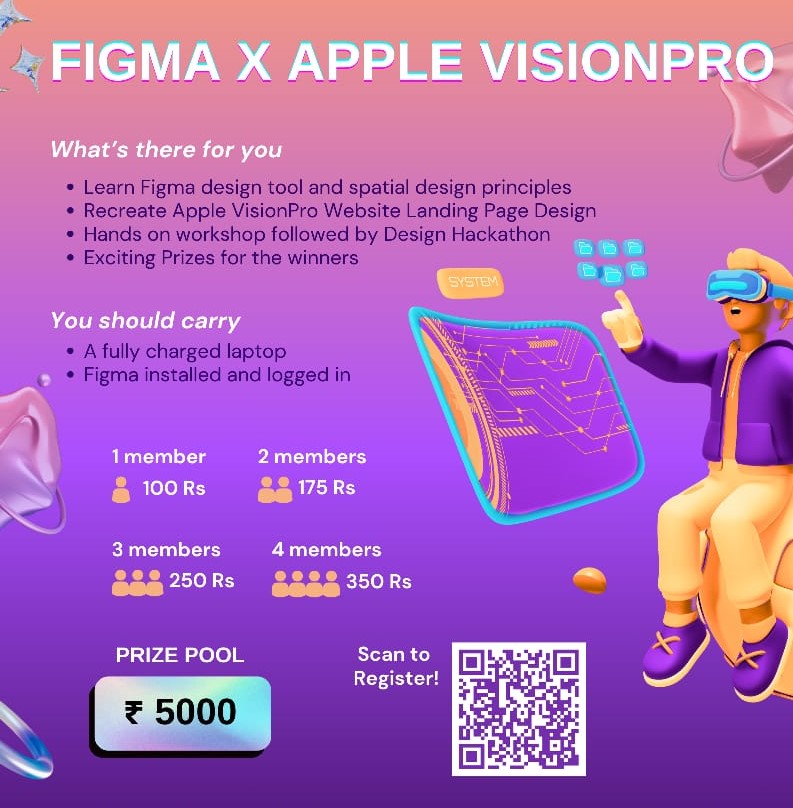 FIGMA X APPLE VISIONPRO
What's there for you
• Learn Figma design tool and spatial design principles
• Recreate Apple VisionPro Website Landing Page Design
• Hands on workshop followed by Design Hackathon
• Exciting Prizes for the winners
SYSTEM
You should carry
• A fully charged laptop
• Figma installed and logged in
1 member
100 Rs
2 members
175 Rs
3 members
250 Rs
4 members
350 Rs
PRIZE POOL
₹ 5000
Scan to
Register!